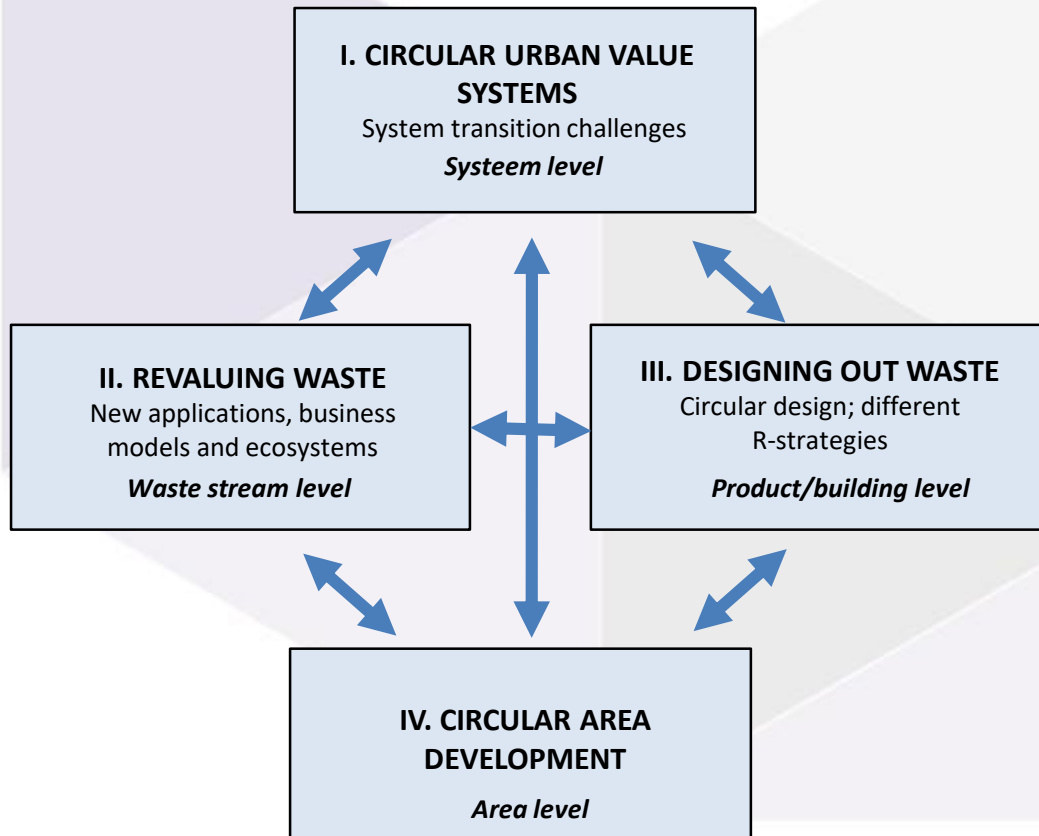 I. CIRCULAR URBAN VALUE
SYSTEMS
System transition challenges
Systeem level
II. REVALUING WASTE
New applications, business
models and ecosystems
Waste stream level
III. DESIGNING OUT WASTE
Circular design; different
R-strategies
Product/building level
IV. CIRCULAR AREA
DEVELOPMENT
Area level